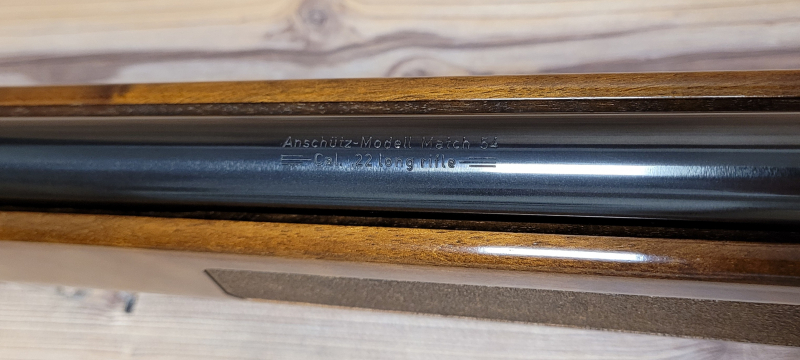 Anschütz-Modell Match 54
Cal. .22 long rifle